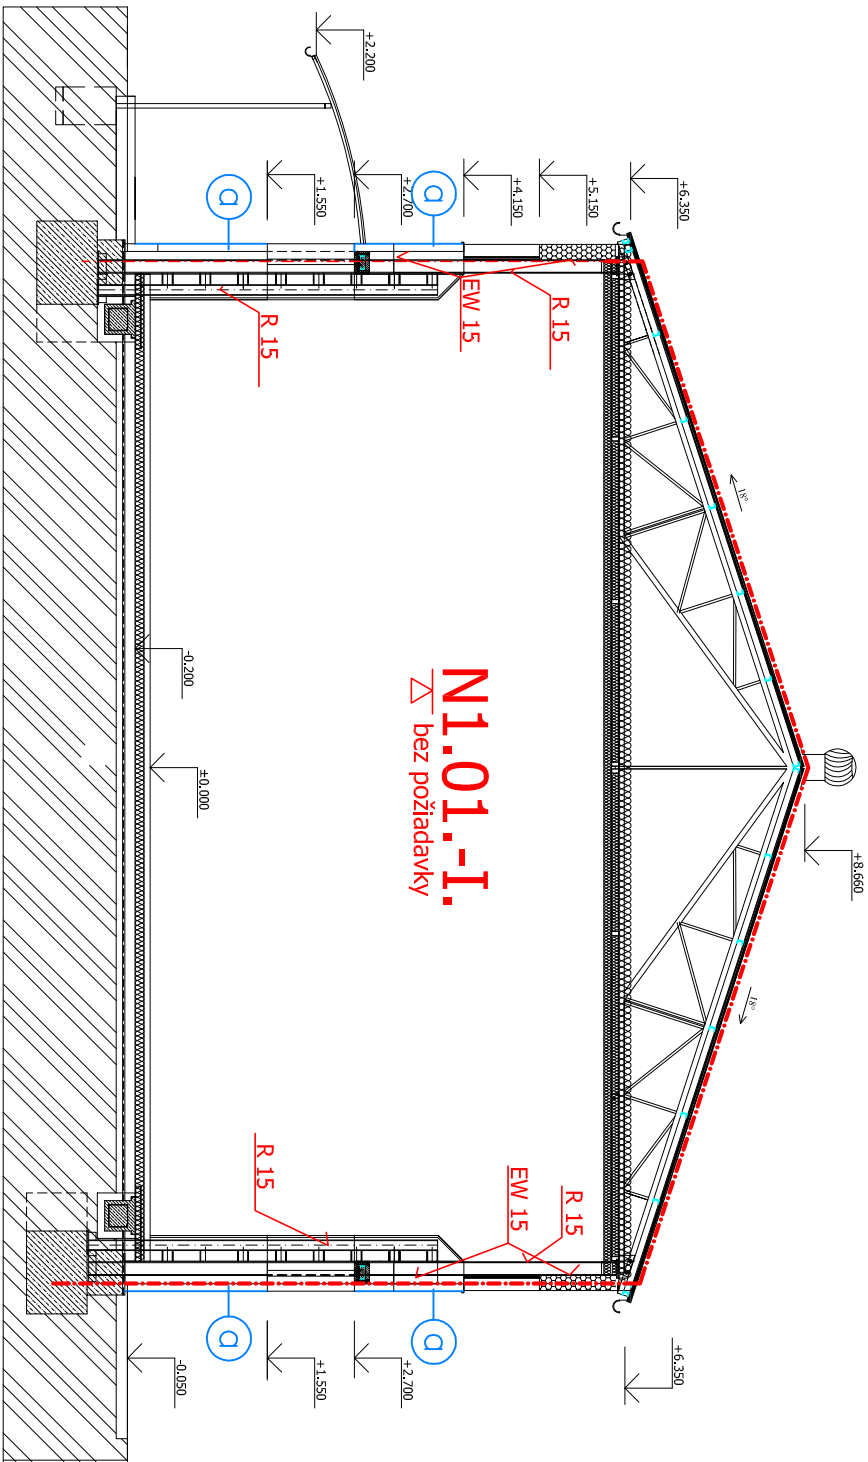 +8.660
18°
18°
+6.350
+6.350
+5.150
R 15
R 15
+4.150
EW 15
EW 15
N1.01.-I.
bez požiadavky
a
a
+2.700
+2.700
+2.200
+1.550
+1.550
R 15
R 15
a
a
±0.000
-0.200
-0.050